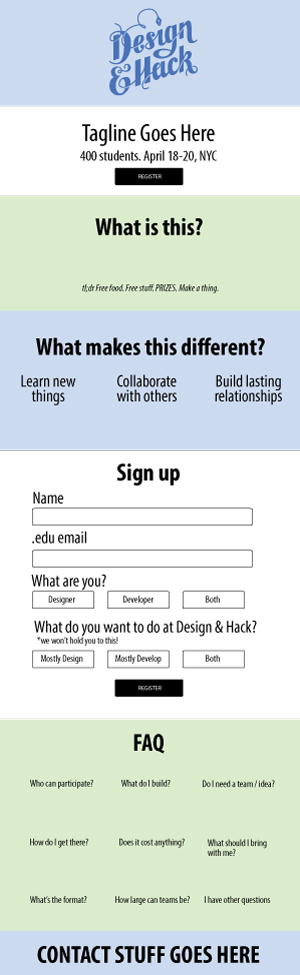 Design
& Hack
Tagline Goes Here
400 students. April 18-20, NYC
REGISTER
What is this?
tl;dr Free food. Free stuff. PRIZES. Make a thing.
What makes this different?
Learn new
things
Collaborate
with others
Build lasting
relationships
Sign up
Name
.edu email
What are you?
Designer
Developer
Both
What do you want to do at Design & Hack?
*we won't hold you to this!
Mostly Design
Mostly Develop
Both
REGISTER
FAQ
Who can participate?
What do I build?
Do I need a team / idea?
How do I get there?
Does it cost anything?
What should I bring
with me?
What's the format?
How large can teams be?
I have other questions
CONTACT STUFF GOES HERE